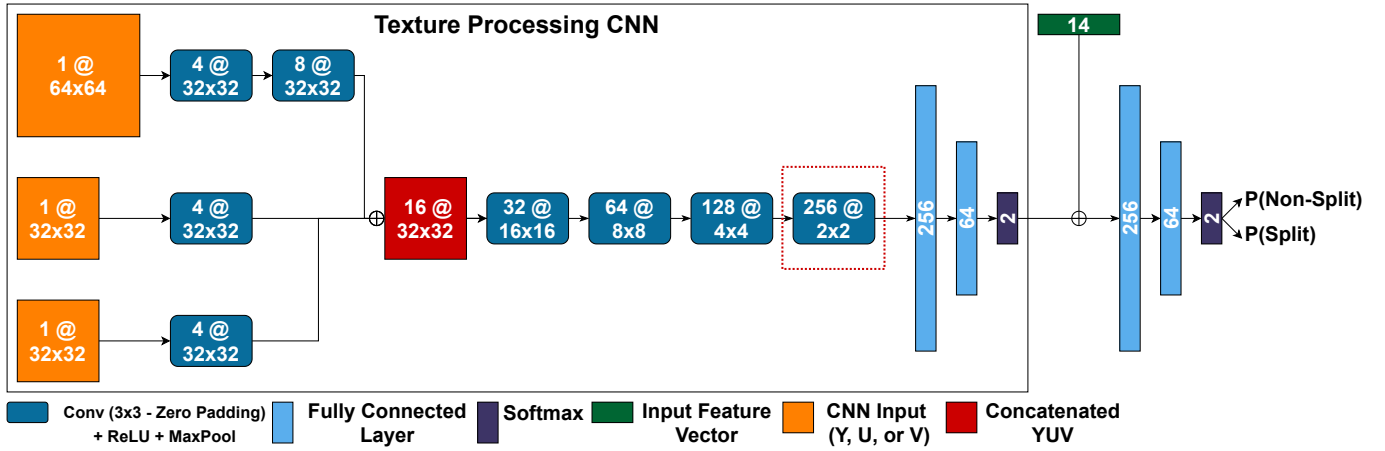 Texture Processing CNN
14
1 @
64x64
4 @
32x32
8 @
32x32
1 @
32x32
4 @
32x32
16 @
32x32
32 @
16x16
64 @
8x8
128 @
4x4
256 @
2x2
256
64
2
256
64
2
P(Non-Split)
P(Split)
1 @
32x32
4 @
32x32
Conv (3x3 - Zero Padding)
+ ReLU + MaxPool
Fully Connected
Layer
Softmax
Input Feature
Vector
CNN Input
(Y, U, or V)
Concatenated
YUV